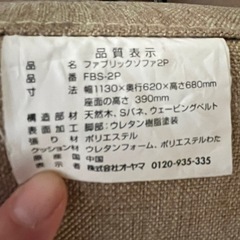 品質表示
品名 ファブリックソファ2P
品番 FBS-2P
寸法 幅1130×奥行620×高さ680mm
座面の高さ 390mm
構造部材 天然木、Sバネ、ウェービングベルト
表面加工 脚部:ウレタン樹脂塗装
張り材 ポリエステル
クッション材 ウレタンフォーム、ポリエステルわた
原産国 中国
株式会社オーヤマ 0120-935-335